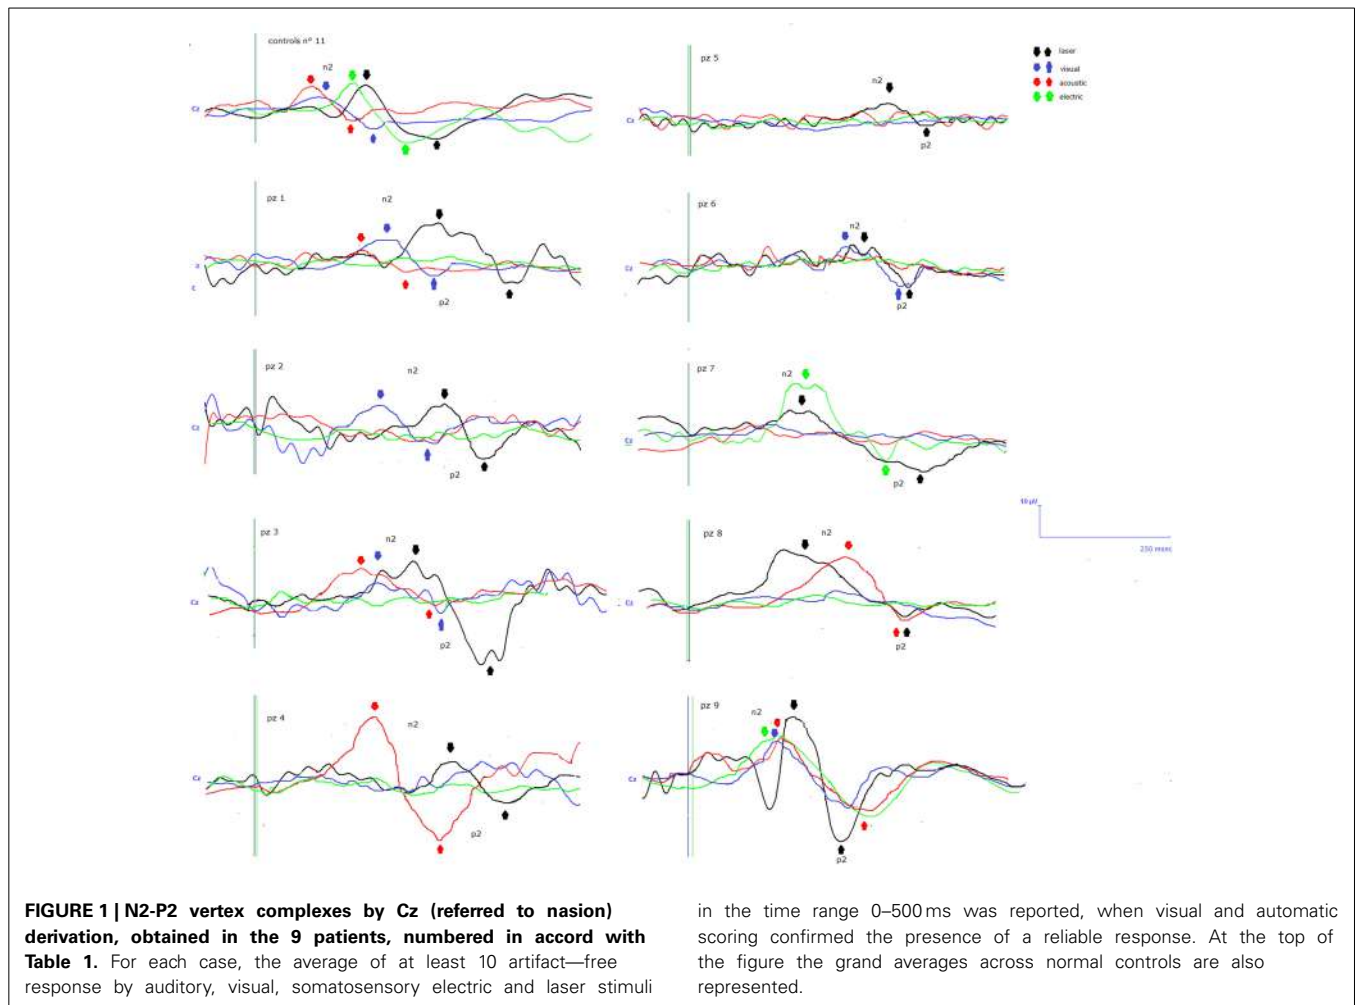 controls n° 11
n2
Cz
pz 1
n2
p2
pz 2
n2
Cz
p2
pz 3
n2
Cz
p2
pz 4
n2
Cz
p2
pz 5
n2
Cz
p2
pz 6
n2
Cz
p2
pz 7
n2
Cz
p2
pz 8
n2
Cz
p2
pz 9
n2
Cz
p2
laser
visual
acoustic
electric
FIGURE 1 | N2-P2 vertex complexes by Cz (referred to nasion)
derivation, obtained in the 9 patients, numbered in accord with
Table 1. For each case, the average of at least 10 artifact—free
response by auditory, visual, somatosensory electric and laser stimuli
in the time range 0–500 ms was reported, when visual and automatic
scoring confirmed the presence of a reliable response. At the top of
the figure the grand averages across normal controls are also
represented.